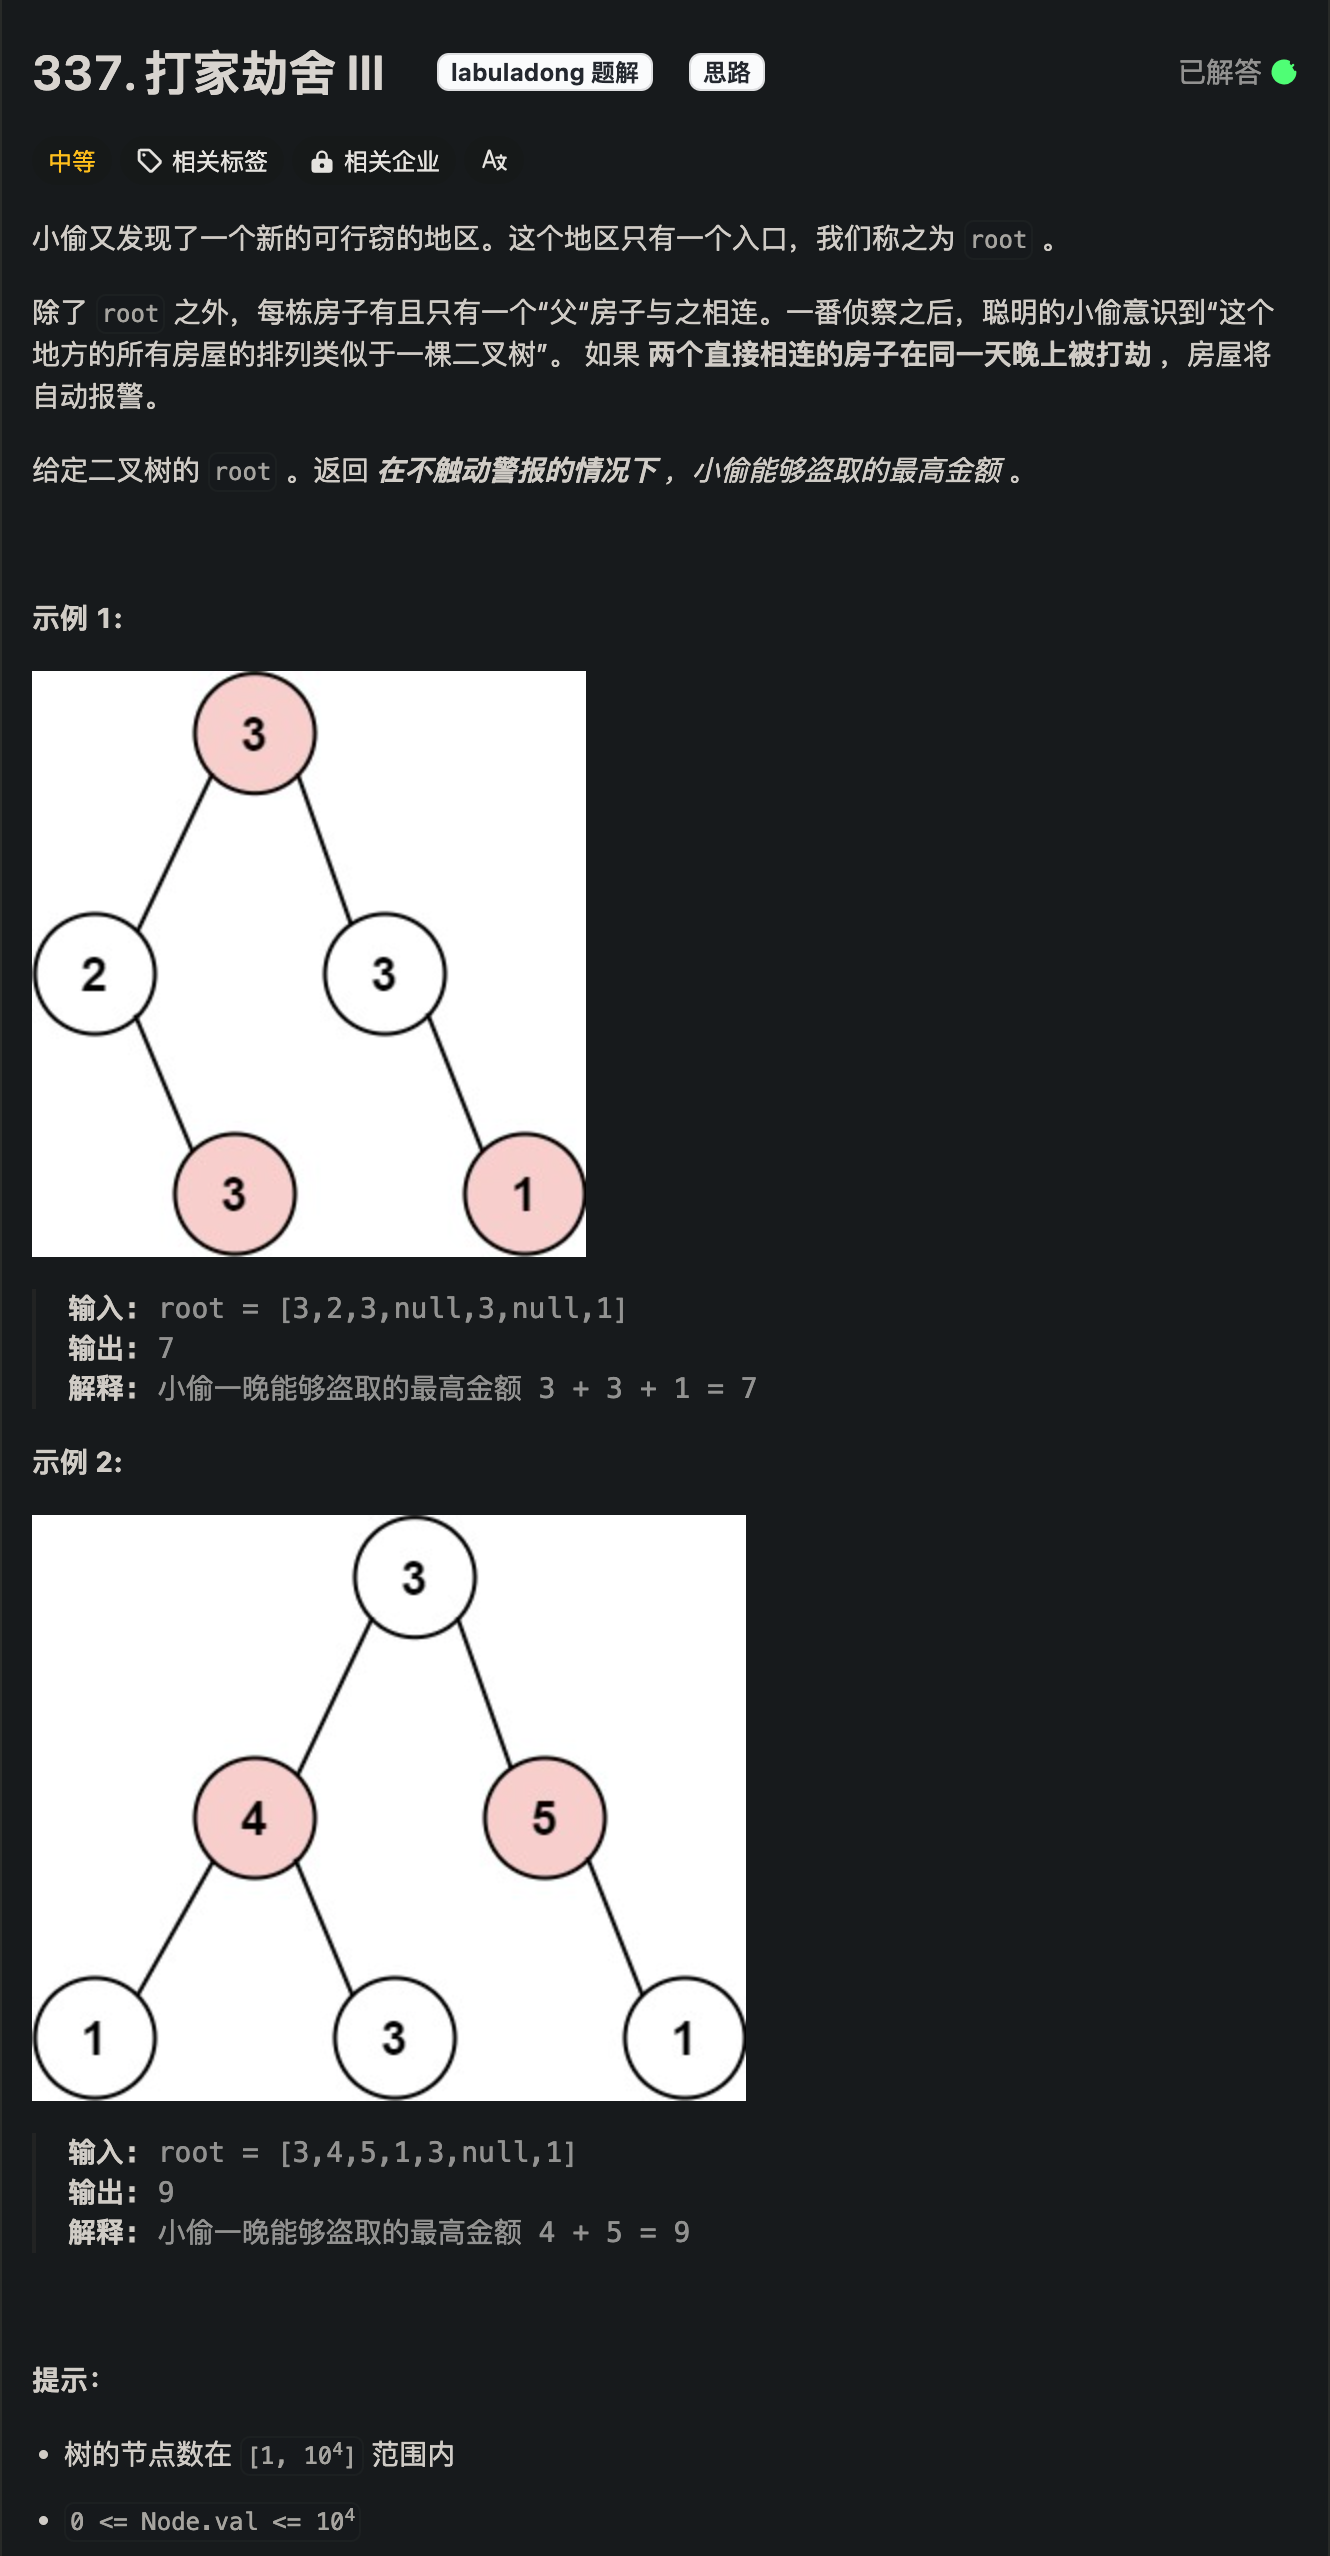 337. 打家劫舍 III labuladong 题解 思路 已解答
中等 相关标签 相关企业
小偷又发现了一个新的可行窃的地区。这个地区只有一个入口，我们称之为 root 。
除了 root 之外，每栋房子有且只有一个“父“房子与之相连。一番侦察之后，聪明的小偷意识到“这个
地方的所有房屋的排列类似于一棵二叉树”。 如果 两个直接相连的房子在同一天晚上被打劫 ，房屋将
自动报警。
给定二叉树的 root 。返回 在不触动警报的情况下 ，小偷能够盗取的最高金额 。
示例 1:
3
2 3
3 1
输入: root = [3,2,3,null,3,null,1]
输出: 7
解释: 小偷一晚能够盗取的最高金额 3 + 3 + 1 = 7
示例 2:
3
4 5
1 3 1
输入: root = [3,4,5,1,3,null,1]
输出: 9
解释: 小偷一晚能够盗取的最高金额 4 + 5 = 9
提示：
• 树的节点数在 [1, 10⁴] 范围内
• 0 <= Node.val <= 10⁴